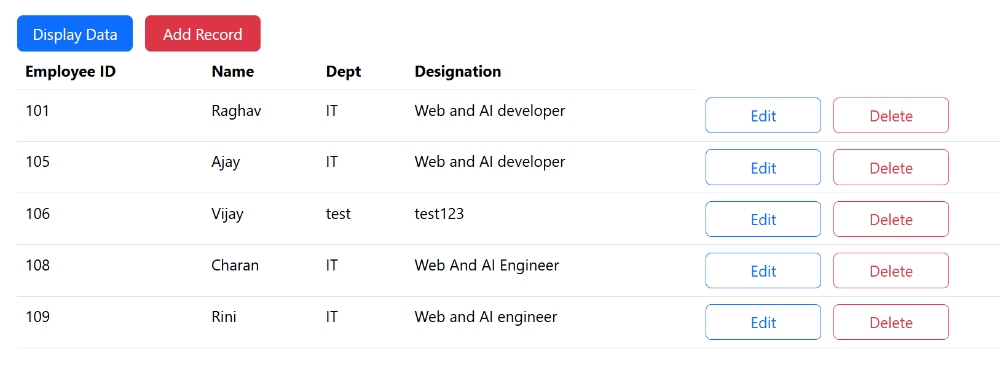 Display Data Add Record
Employee ID Name Dept Designation
101 Raghav IT Web and AI developer Edit Delete
105 Ajay IT Web and AI developer Edit Delete
106 Vijay test test123 Edit Delete
108 Charan IT Web And AI Engineer Edit Delete
109 Rini IT Web and AI engineer Edit Delete